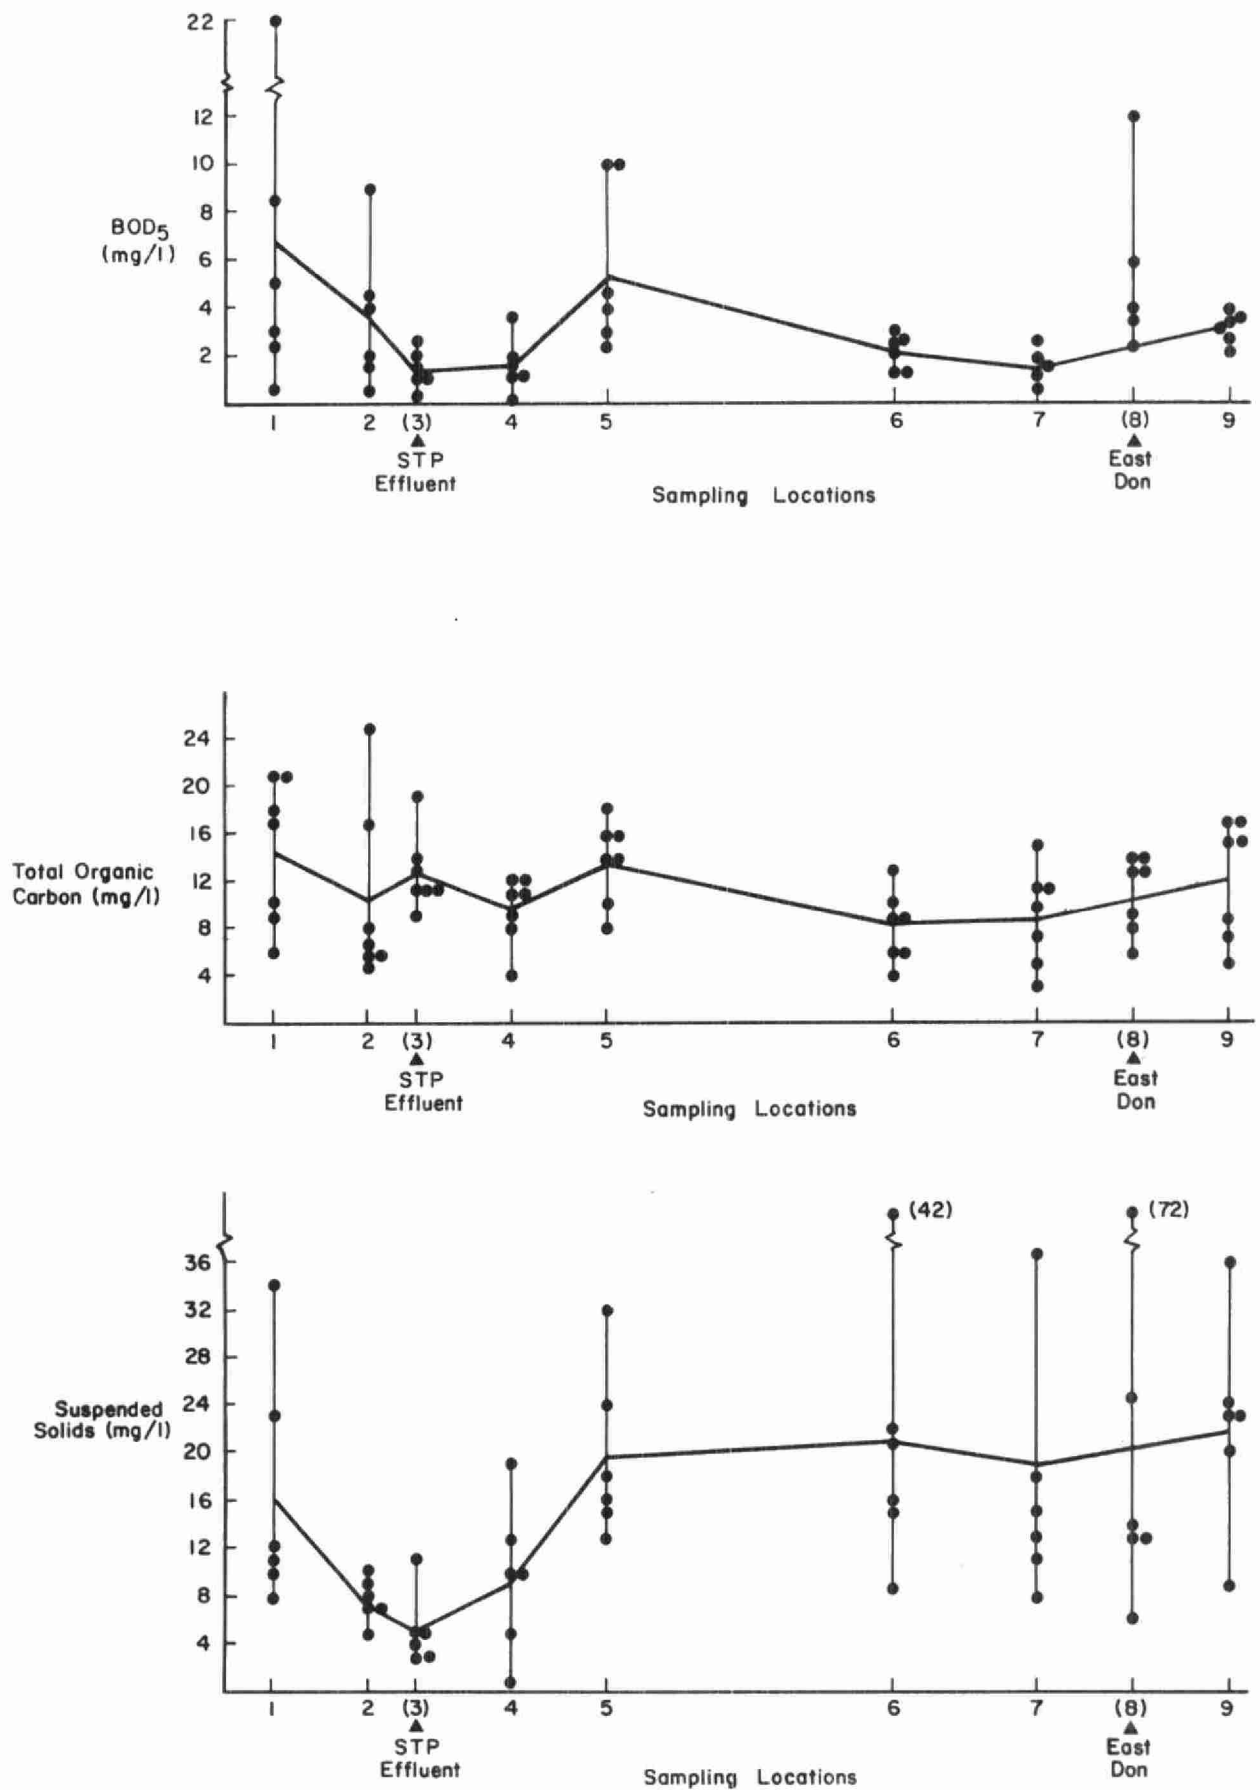 22
12
10
8
6
4
2
BOD5
(mg/l)
1 2 (3) 4 5 6 7 (8) 9
STP
Effluent
East
Don
Sampling Locations
24
20
16
12
8
4
Total Organic
Carbon (mg/l)
1 2 (3) 4 5 6 7 (8) 9
STP
Effluent
East
Don
Sampling Locations
(42)
(72)
36
32
28
24
20
16
12
8
4
Suspended
Solids (mg/l)
1 2 (3) 4 5 6 7 (8) 9
STP
Effluent
East
Don
Sampling Locations